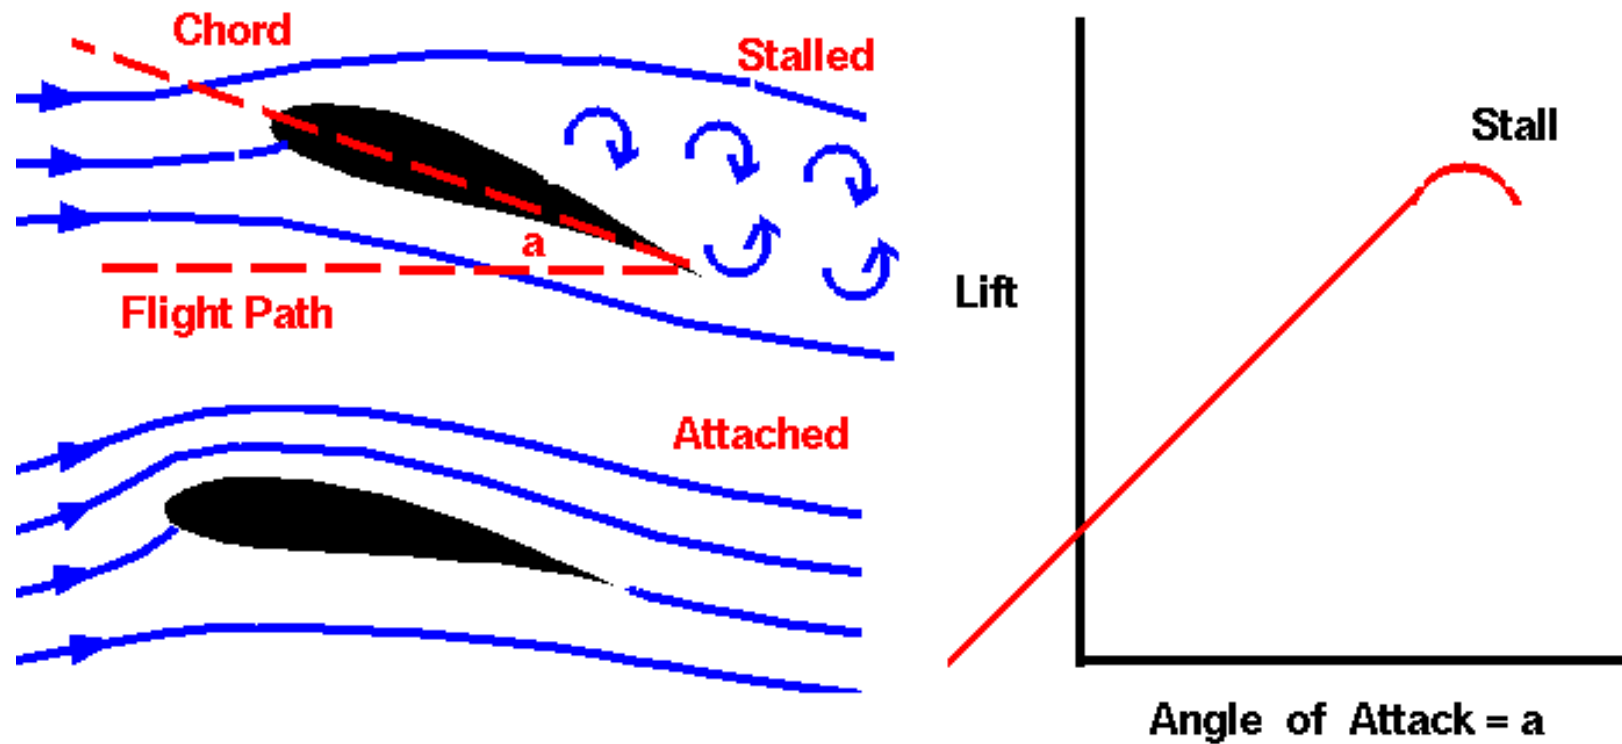 Chord
Stalled
a
Flight Path
Attached
Stall
Lift
Angle of Attack = a